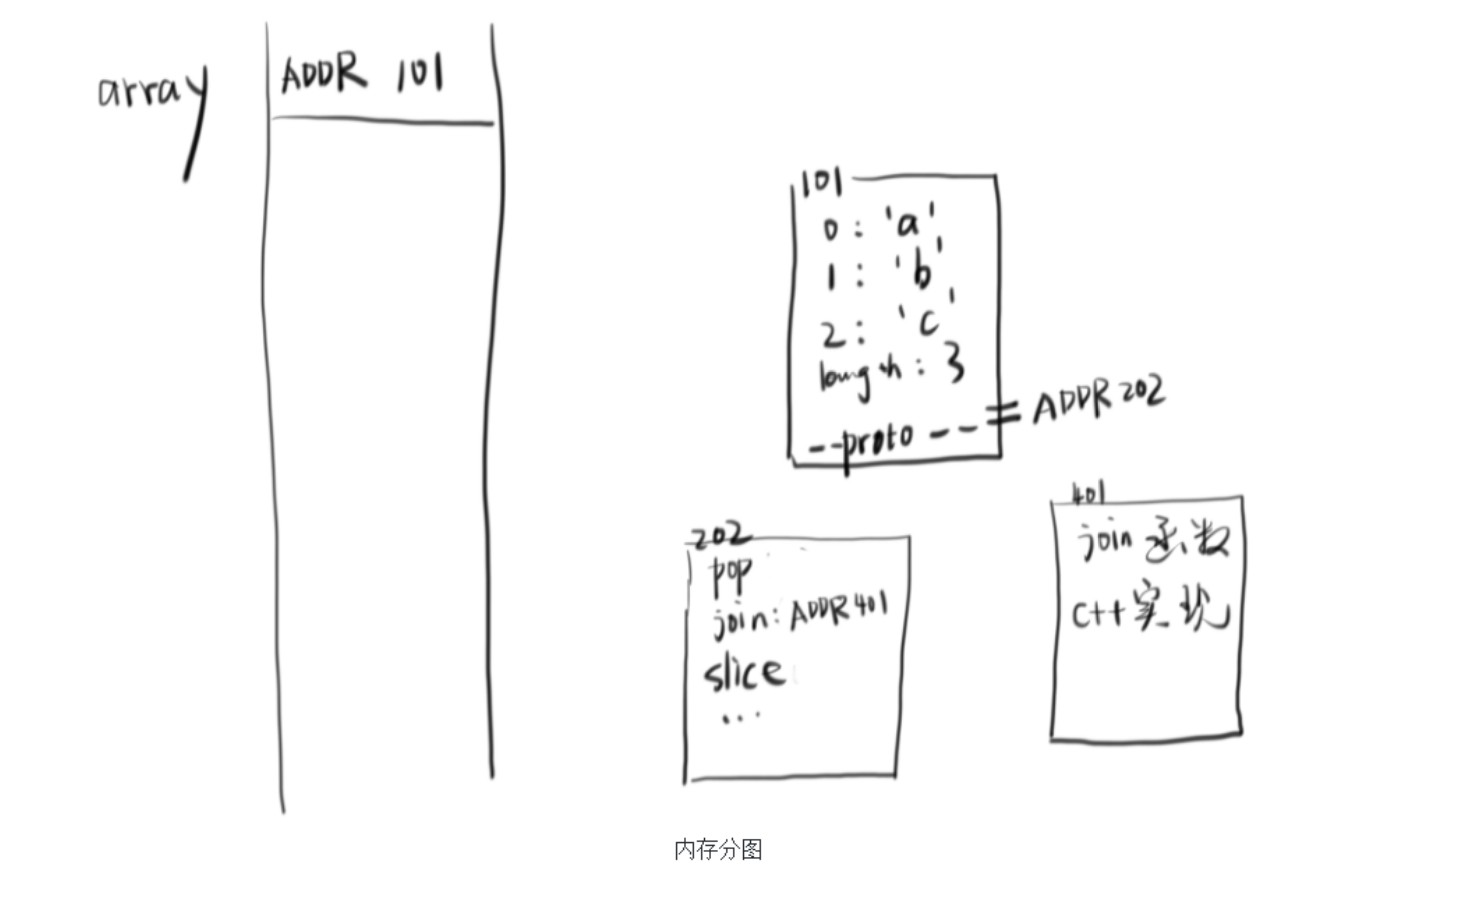 array
ADDR 101
101
0 : 'a'
1 : 'b'
2 : 'c'
length : 3
--proto-- = ADDR 202
202
pop
join: ADDR 401
slice
...
401
join 函数
c++ 实现
内存分图